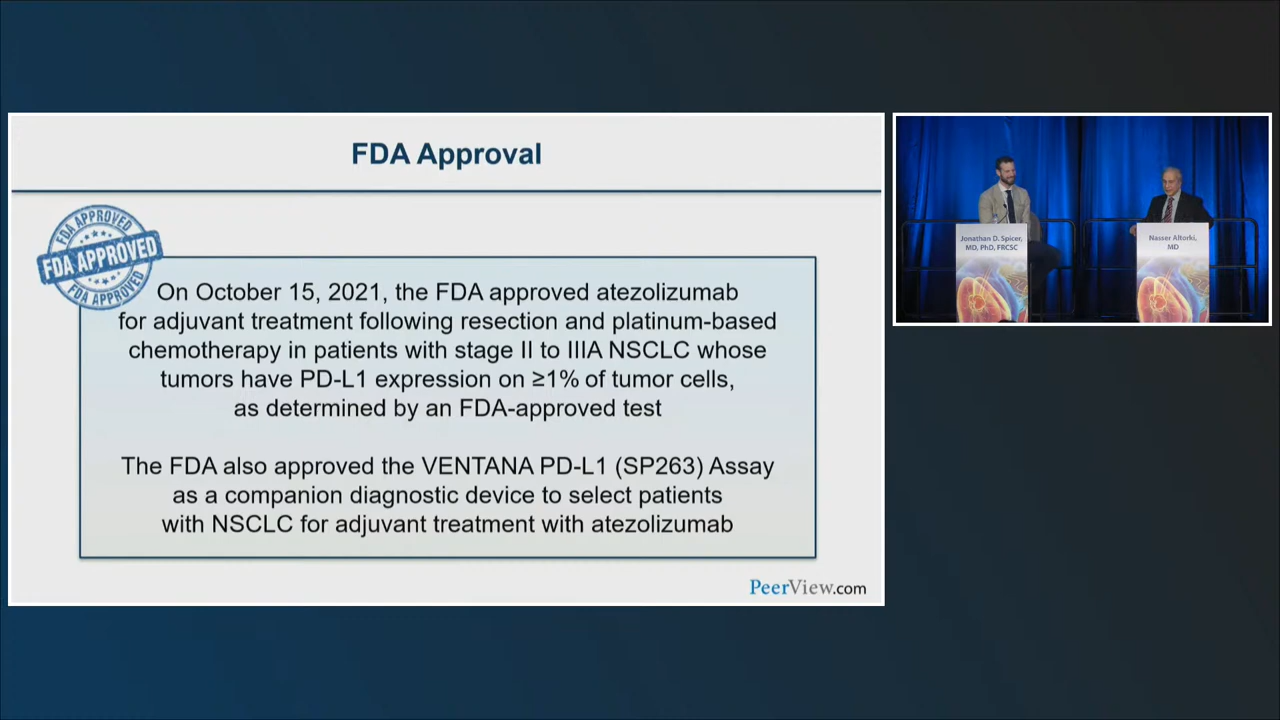 FDA Approval
FDA APPROVED
FDA APPROVED
FDA APPROVED
On October 15, 2021, the FDA approved atezolizumab
for adjuvant treatment following resection and platinum-based
chemotherapy in patients with stage II to IIIA NSCLC whose
tumors have PD-L1 expression on ≥1% of tumor cells,
as determined by an FDA-approved test
The FDA also approved the VENTANA PD-L1 (SP263) Assay
as a companion diagnostic device to select patients
with NSCLC for adjuvant treatment with atezolizumab
PeerView.com
Jonathan D. Spicer,
MD, PhD, FRCSC
Nasser Altorki,
MD